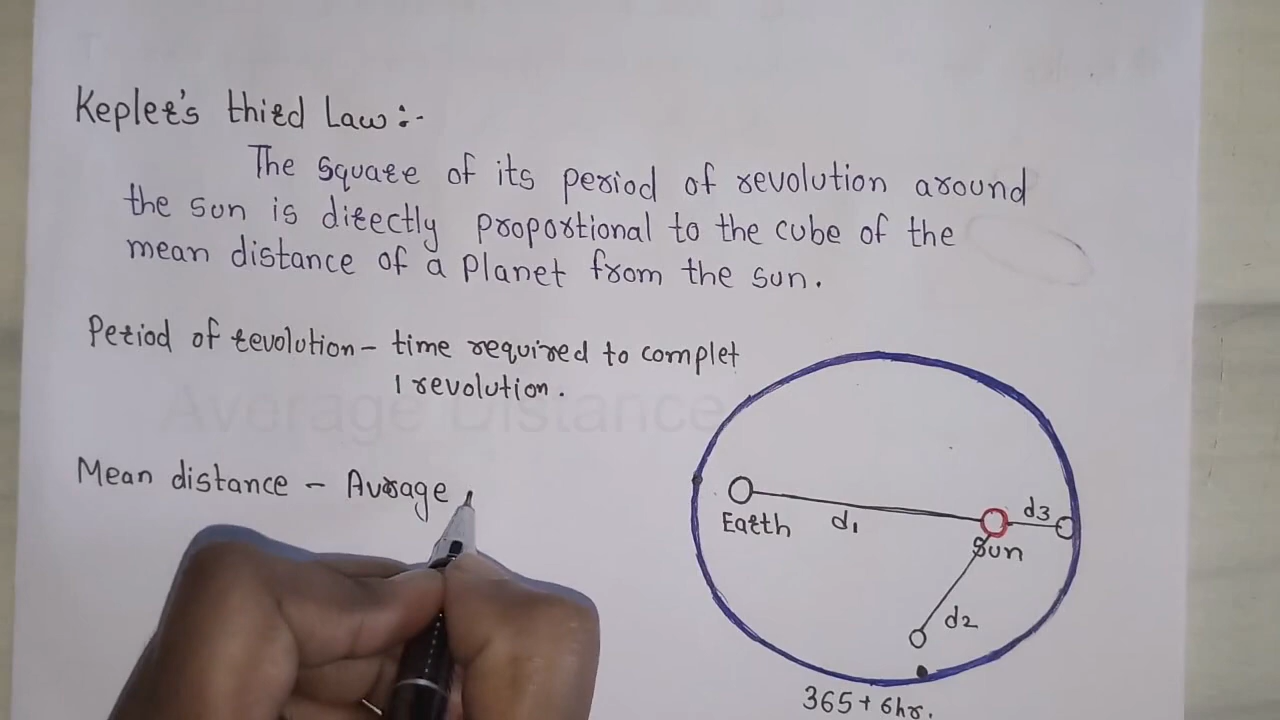 Kepler's third Law :-
The square of its period of revolution around
the sun is directly proportional to the cube of the
mean distance of a planet from the sun.
Period of revolution - time required to complet
1 revolution.
Average Distance
Mean distance - Avrage
Earth
d1
Sun
d3
d2
365 + 6hr.